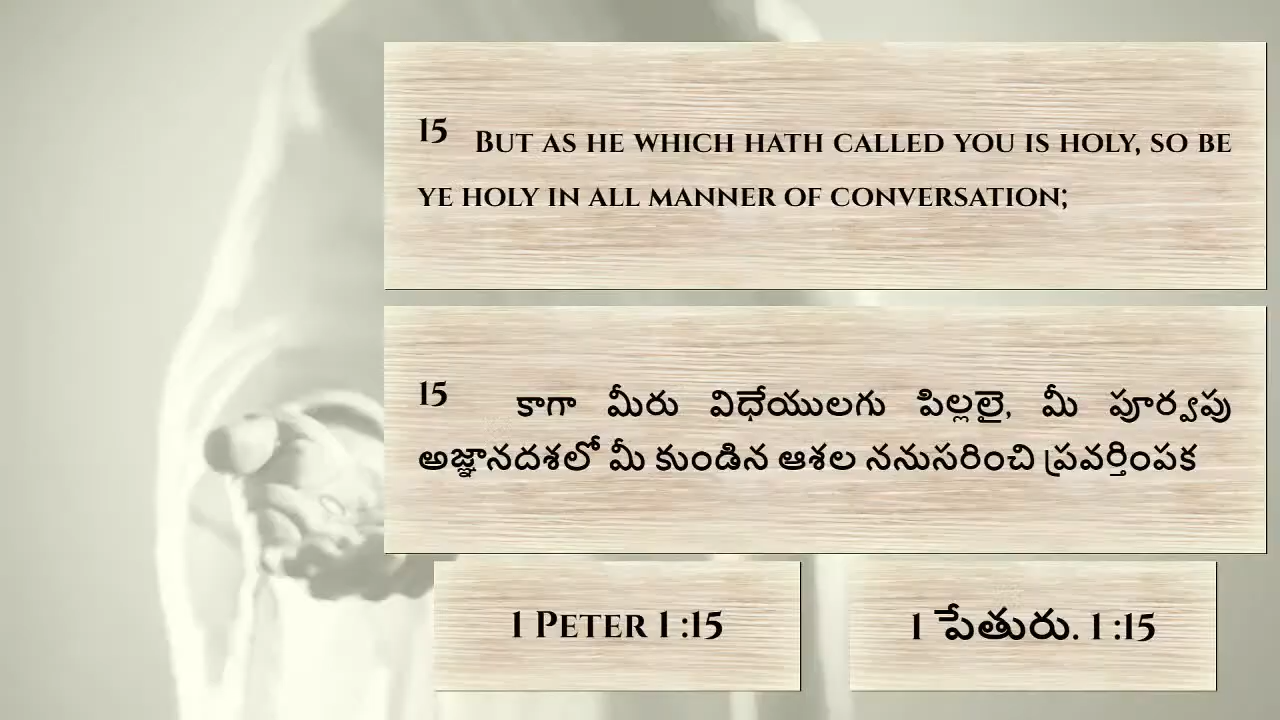 15 But as he which hath called you is holy, so be
ye holy in all manner of conversation;
15 కాగా మీరు విధేయులగు పిల్లలై, మీ పూర్వపు
అజ్ఞానదశలో మీ కుండిన ఆశల ననుసరించి ప్రవర్తింపక
1 Peter 1 :15
1 పేతురు. 1 :15